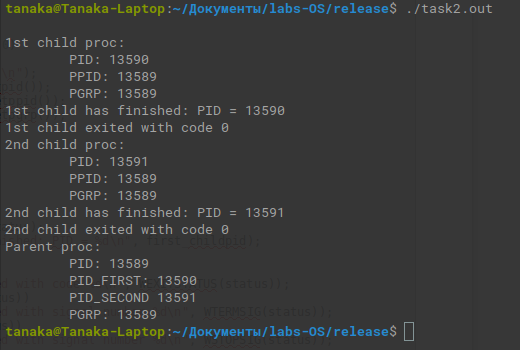 tanaka@Tanaka-Laptop:~/Документы/labs-OS/release$ ./task2.out
1st child proc:
PID: 13590
PPID: 13589
PGRP: 13589
1st child has finished: PID = 13590
1st child exited with code 0
2nd child proc:
PID: 13591
PPID: 13589
PGRP: 13589
2nd child has finished: PID = 13591
2nd child exited with code 0
Parent proc:
PID: 13589
PID_FIRST: 13590
PID_SECOND 13591
PGRP: 13589
tanaka@Tanaka-Laptop:~/Документы/labs-OS/release$